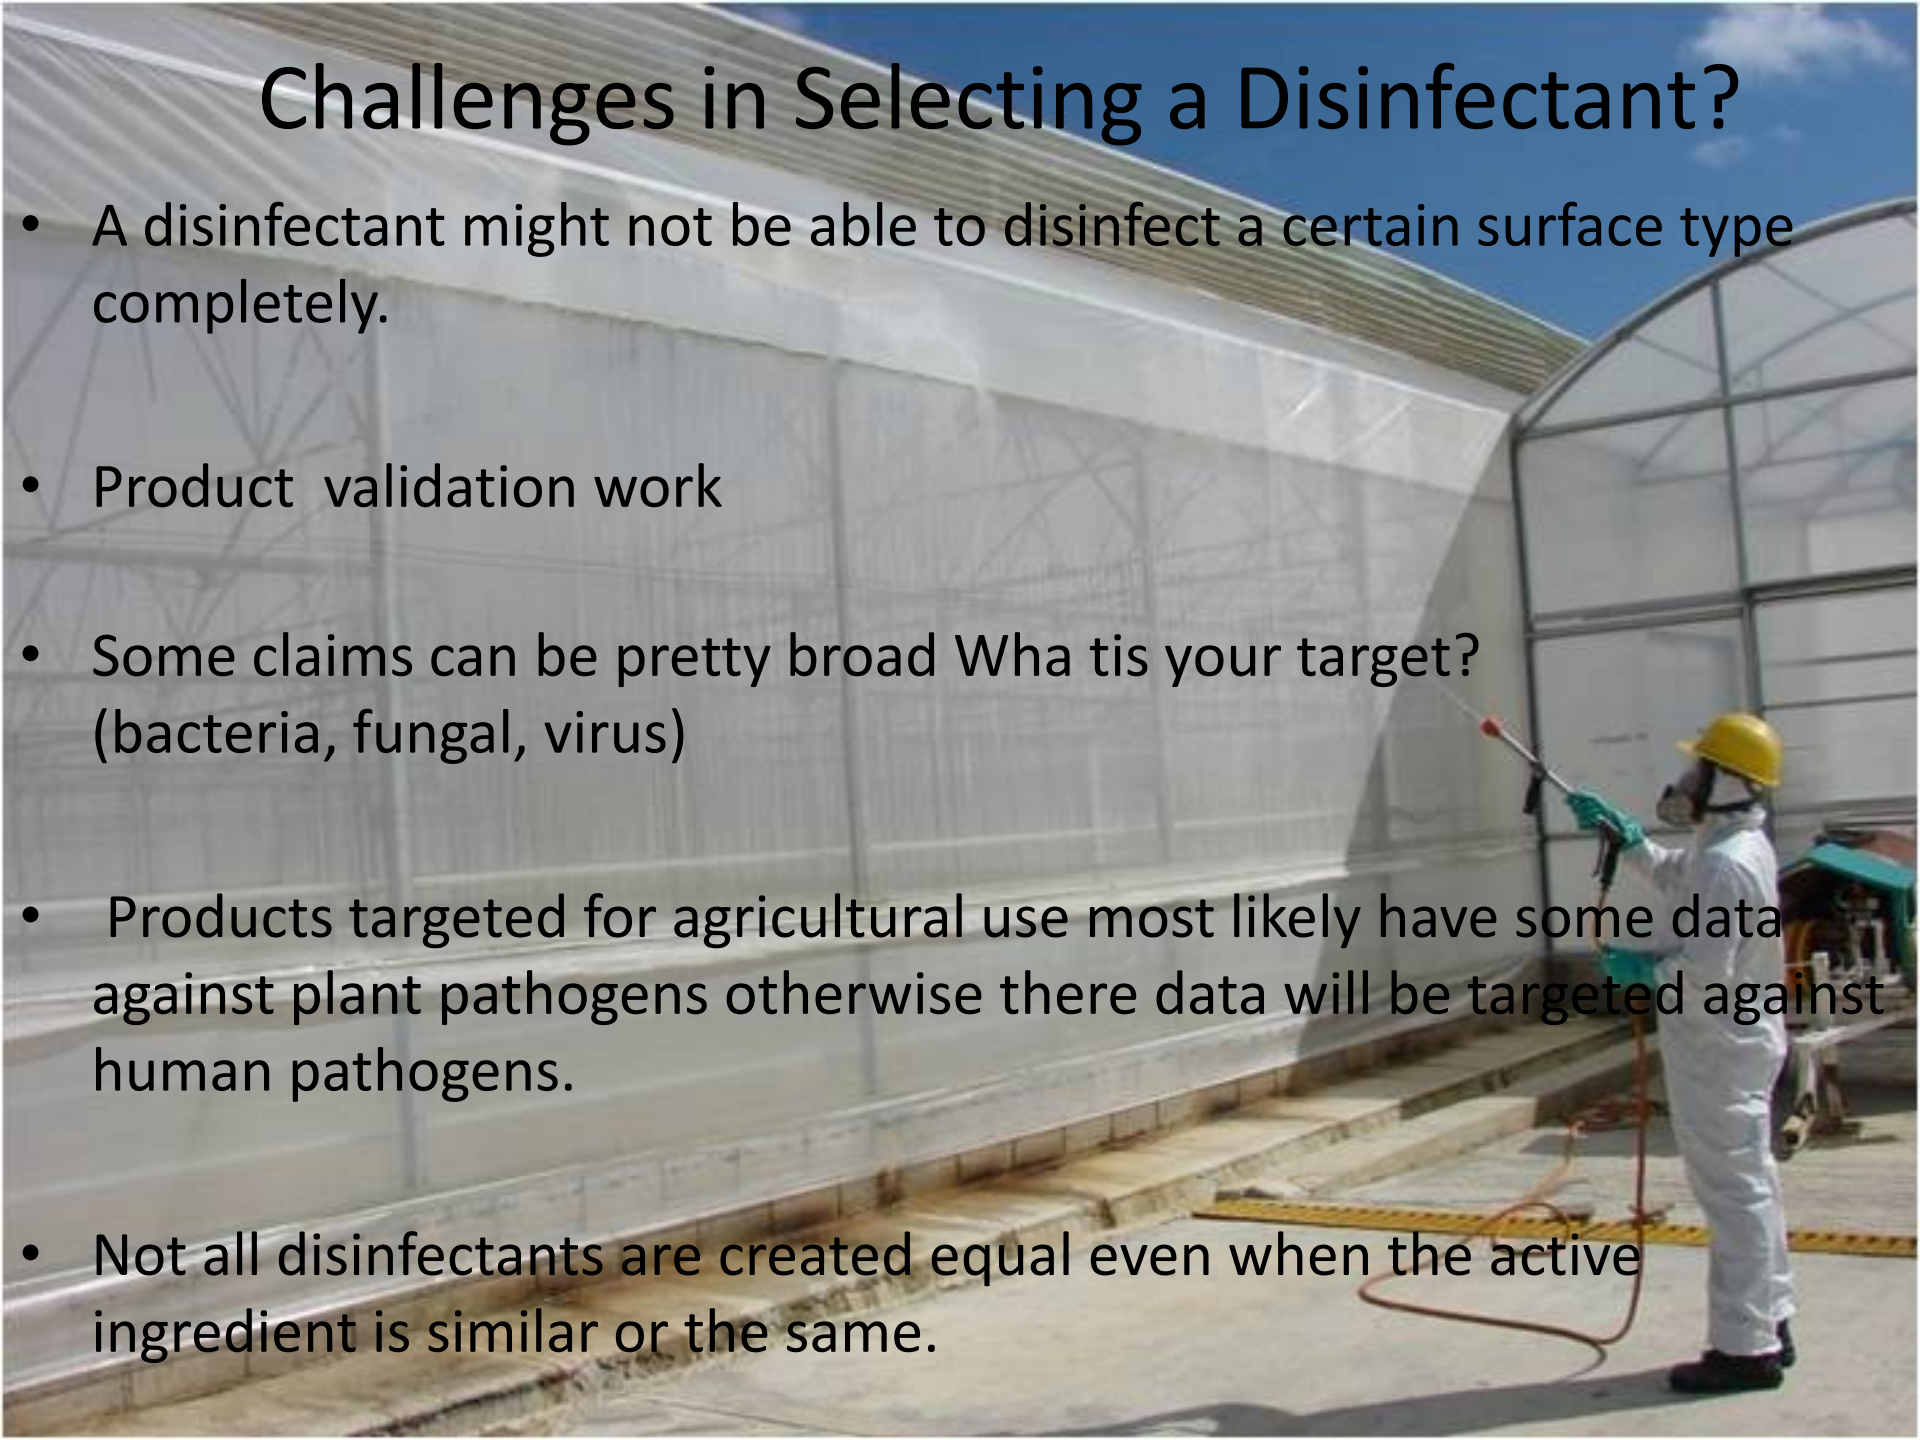 Challenges in Selecting a Disinfectant?
• A disinfectant might not be able to disinfect a certain surface type
completely.
• Product  validation work
• Some claims can be pretty broad Wha tis your target?
(bacteria, fungal, virus)
• Products targeted for agricultural use most likely have some data
against plant pathogens otherwise there data will be targeted against
human pathogens.
• Not all disinfectants are created equal even when the active
ingredient is similar or the same.